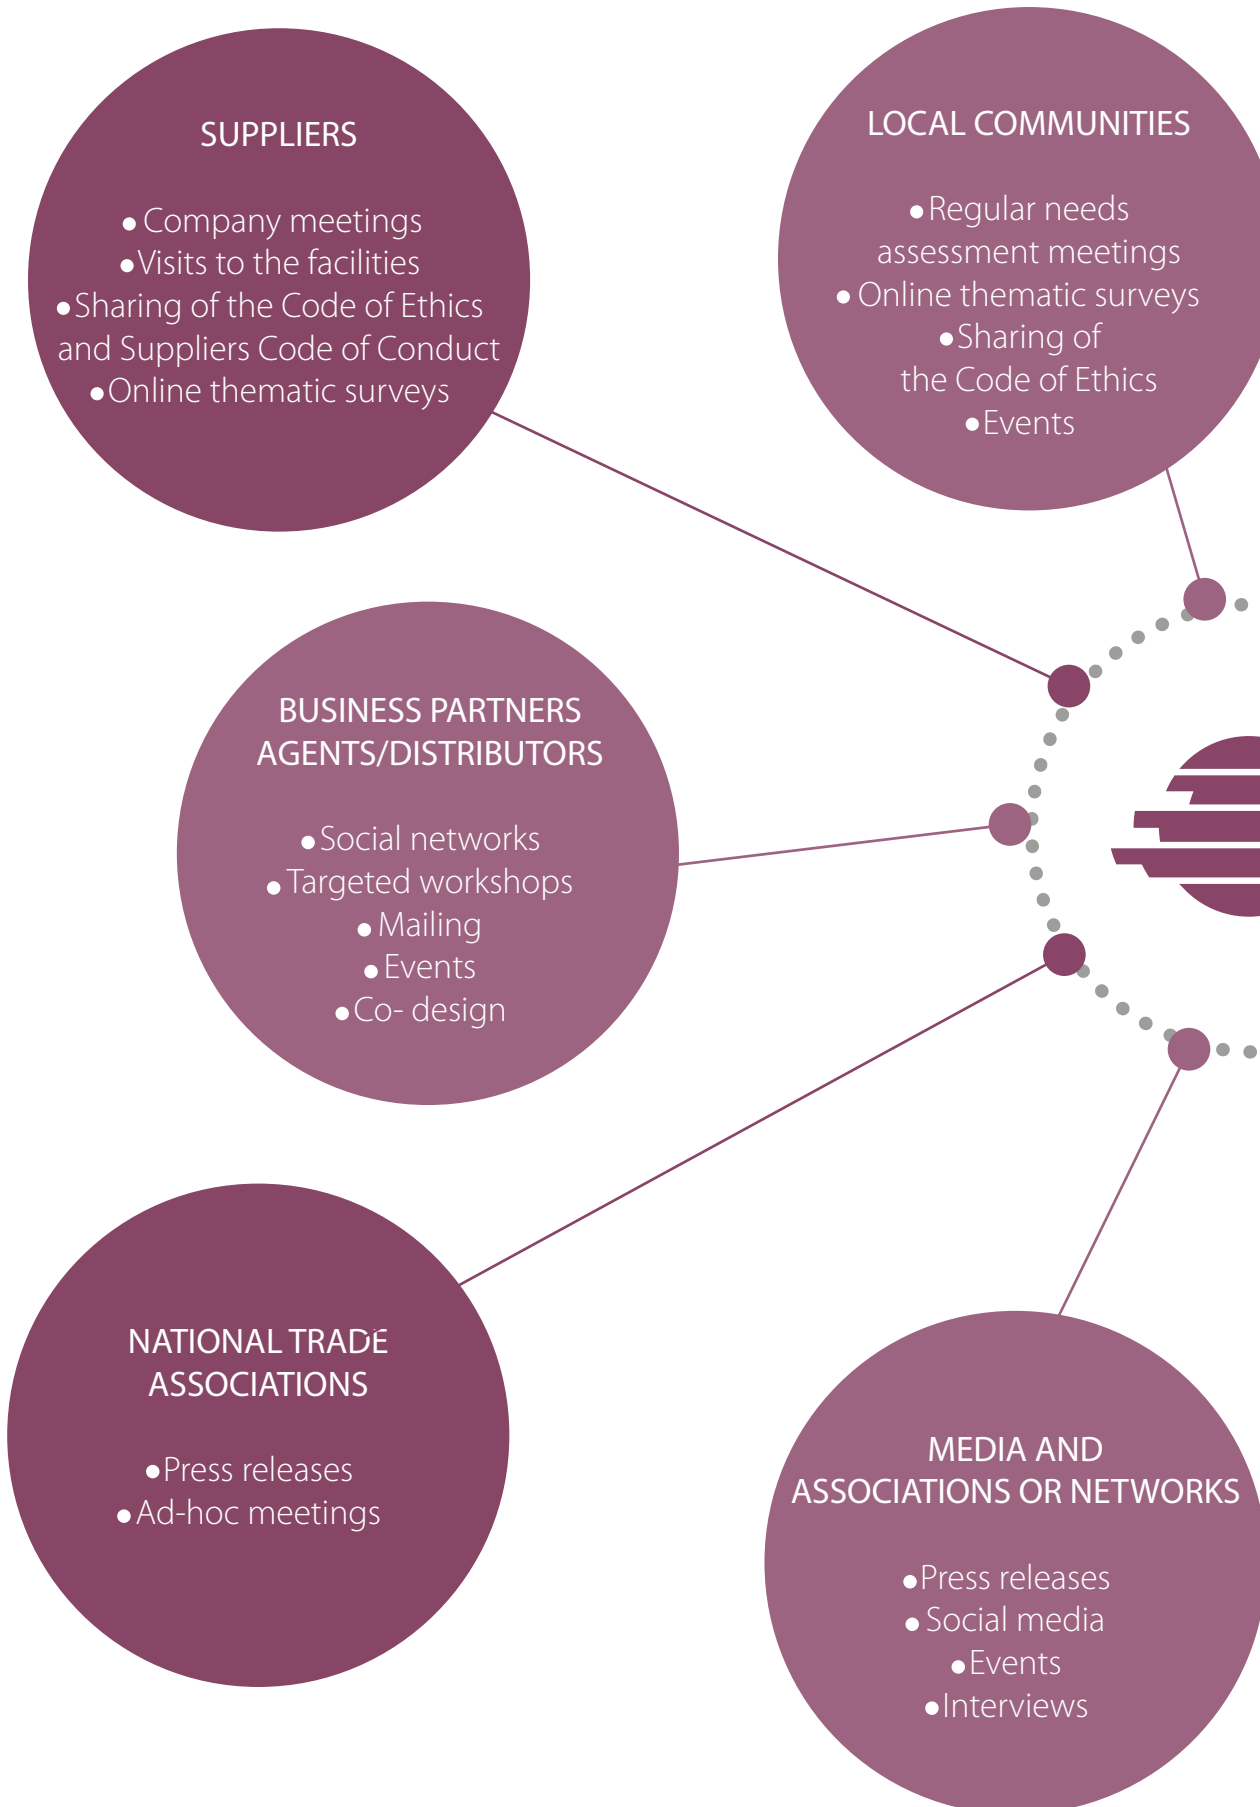 SUPPLIERS
● Company meetings
● Visits to the facilities
● Sharing of the Code of Ethics
and Suppliers Code of Conduct
● Online thematic surveys
LOCAL COMMUNITIES
● Regular needs
assessment meetings
● Online thematic surveys
● Sharing of
the Code of Ethics
● Events
BUSINESS PARTNERS
AGENTS/DISTRIBUTORS
● Social networks
● Targeted workshops
● Mailing
● Events
● Co- design
NATIONAL TRADE
ASSOCIATIONS
● Press releases
● Ad-hoc meetings
MEDIA AND
ASSOCIATIONS OR NETWORKS
● Press releases
● Social media
● Events
● Interviews